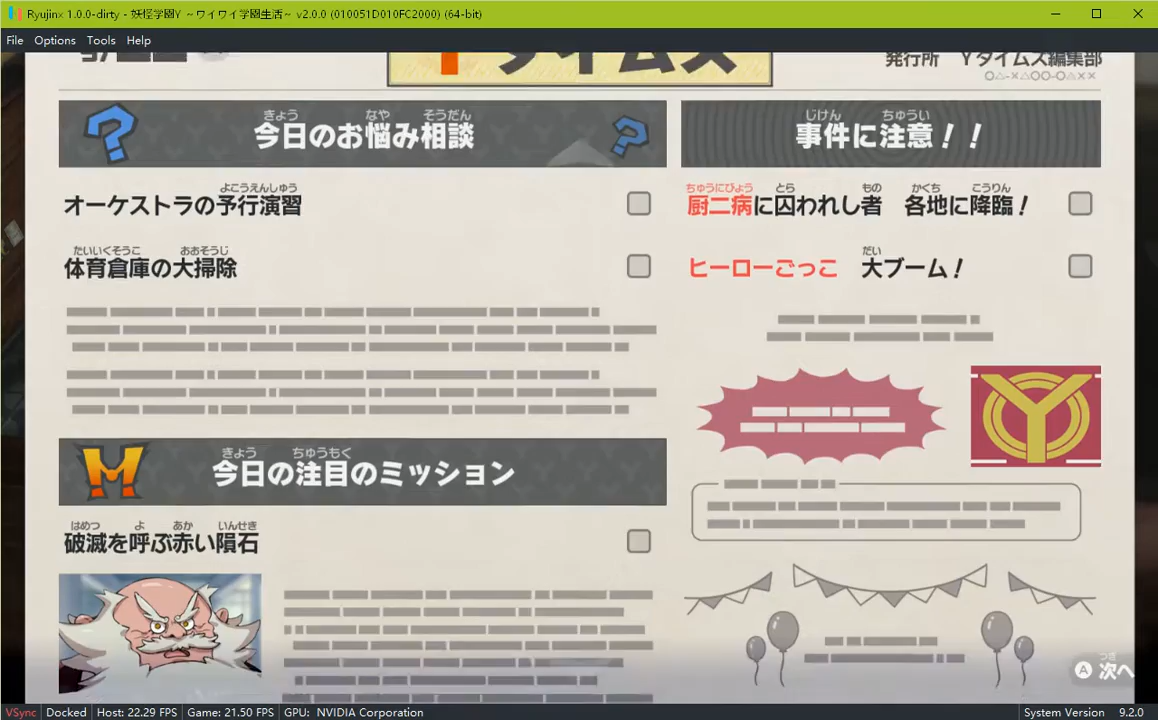 Ryujinx 1.0.0-dirty - 妖怪学園Y ~ワイワイ学園生活~ v2.0.0 (010051D010FC2000) (64-bit)
File Options Tools Help
Yタイムズ
発行所 Yタイムズ編集部
○△-×△○○-○△××
きょう なや そうだん
今日のお悩み相談
じけん ちゅうい
事件に注意！！
よこうえんしゅう
オーケストラの予行演習
ちゅうにびょう とら もの かくち こうりん
厨二病に囚われし者 各地に降臨！
たいいくそうこ おおそうじ
体育倉庫の大掃除
だい
ヒーローごっこ 大ブーム！
きょう ちゅうもく
今日の注目のミッション
M
はめつ よ あか いんせき
破滅を呼ぶ赤い隕石
Y
つぎ
A 次へ
VSync Docked Host: 22.29 FPS Game: 21.50 FPS GPU: NVIDIA Corporation System Version 9.2.0